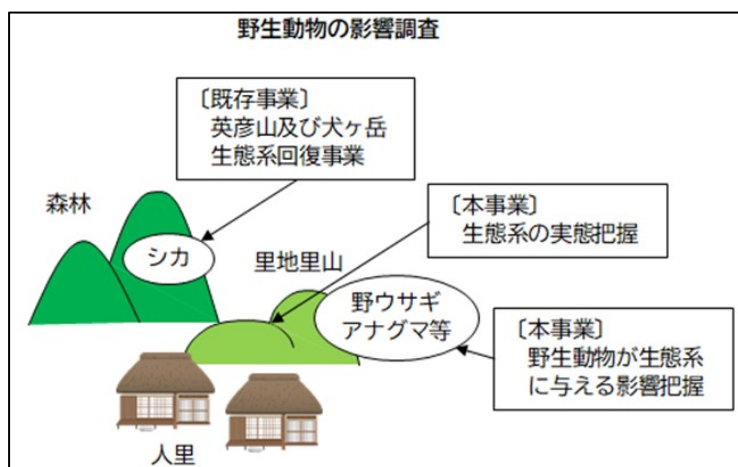 野生動物の影響調査
〔既存事業〕
英彦山及び犬ヶ岳
生態系回復事業
森林
シカ
里地里山
〔本事業〕
生態系の実態把握
野ウサギ
アナグマ等
〔本事業〕
野生動物が生態系
に与える影響把握
人里